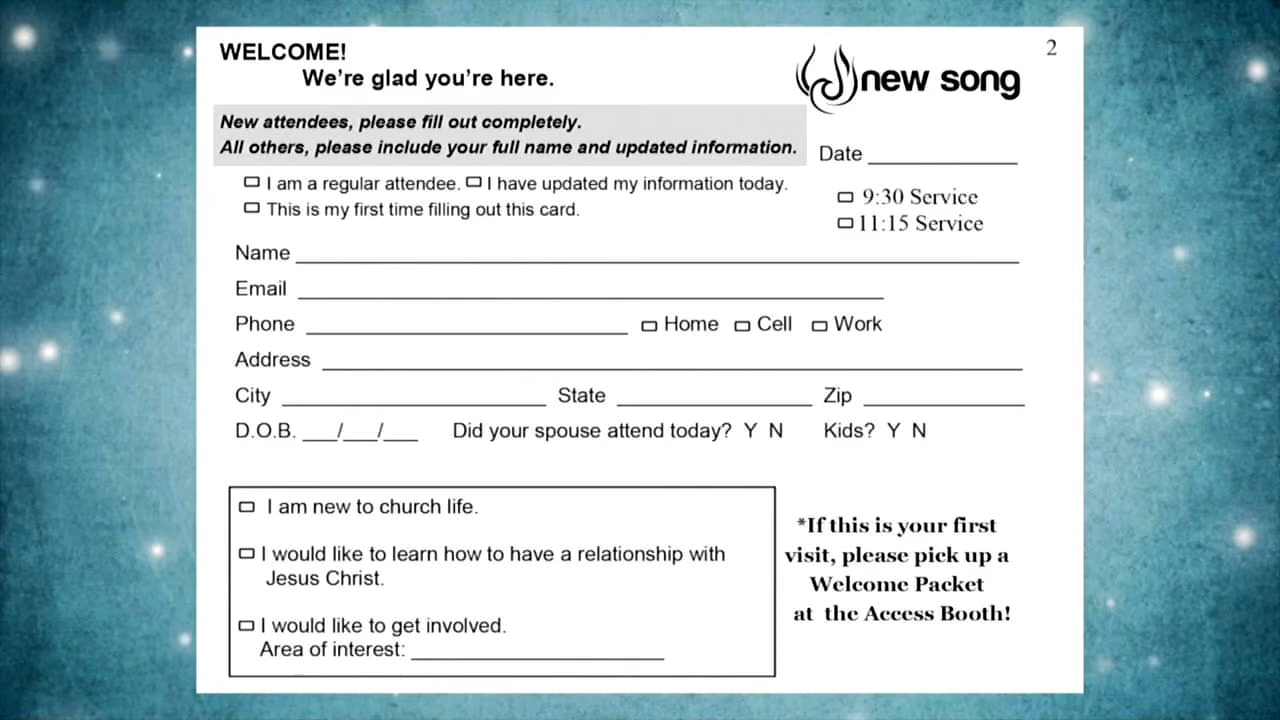 WELCOME!
We're glad you're here.
new song
2
New attendees, please fill out completely.
All others, please include your full name and updated information.
Date ____________
I am a regular attendee. I have updated my information today.
This is my first time filling out this card.
9:30 Service
11:15 Service
Name
Email
Phone Home Cell Work
Address
City State Zip
D.O.B. ___/___/___ Did your spouse attend today? Y N Kids? Y N
I am new to church life.
I would like to learn how to have a relationship with
Jesus Christ.
I would like to get involved.
Area of interest:
*If this is your first
visit, please pick up a
Welcome Packet
at the Access Booth!